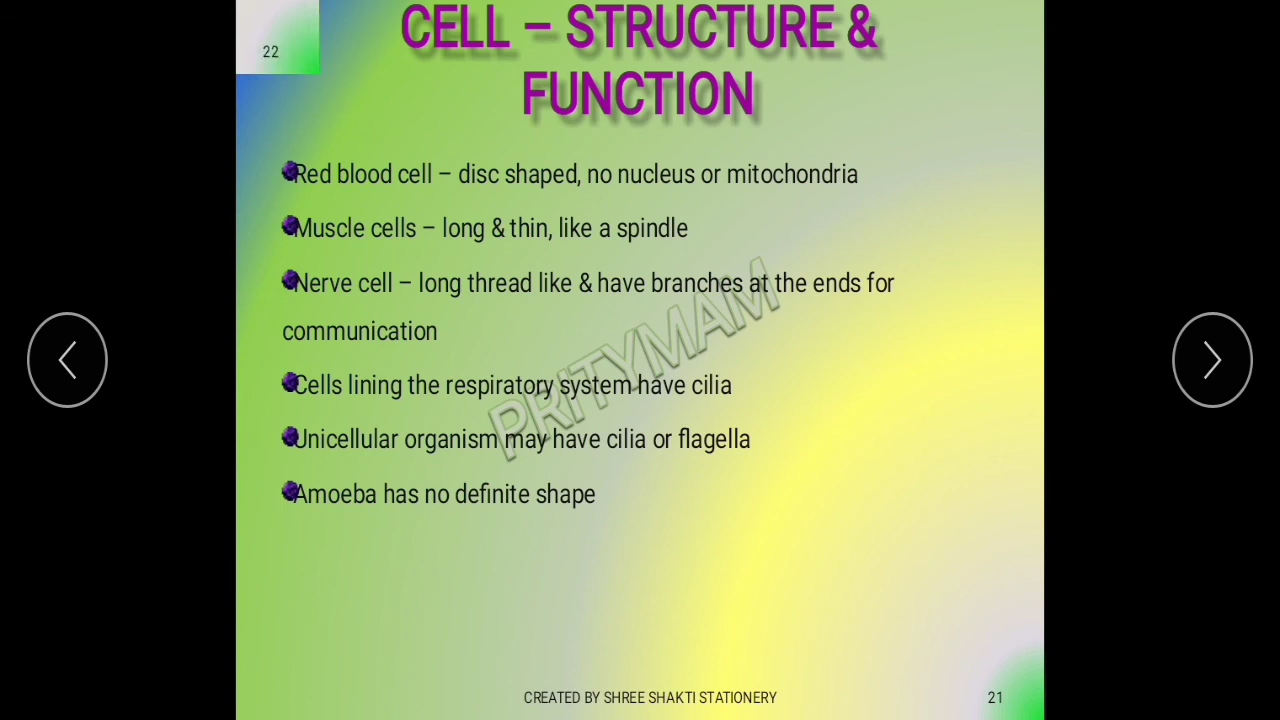 22
CELL – STRUCTURE &
FUNCTION
Red blood cell – disc shaped, no nucleus or mitochondria
Muscle cells – long & thin, like a spindle
Nerve cell – long thread like & have branches at the ends for
communication
Cells lining the respiratory system have cilia
Unicellular organism may have cilia or flagella
Amoeba has no definite shape
PRITYMAM
CREATED BY SHREE SHAKTI STATIONERY
21